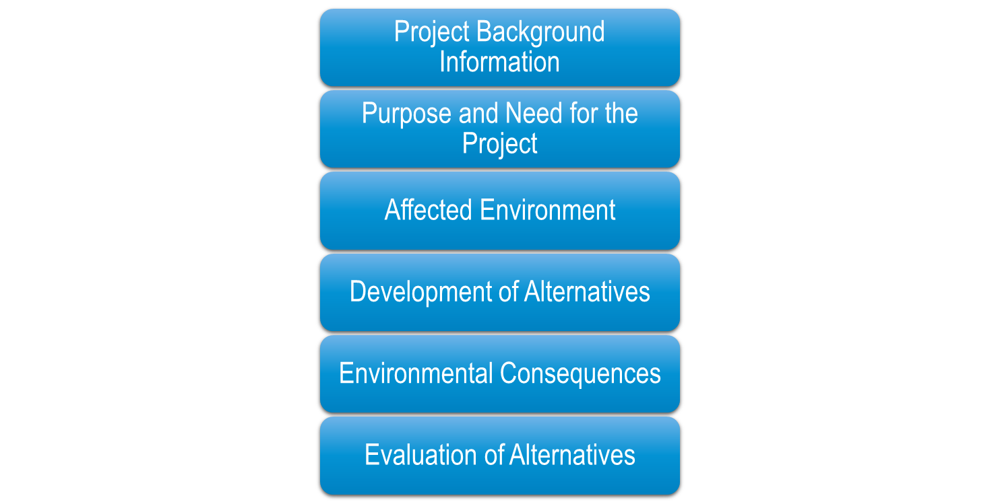 Project Background
Information
Purpose and Need for the
Project
Affected Environment
Development of Alternatives
Environmental Consequences
Evaluation of Alternatives